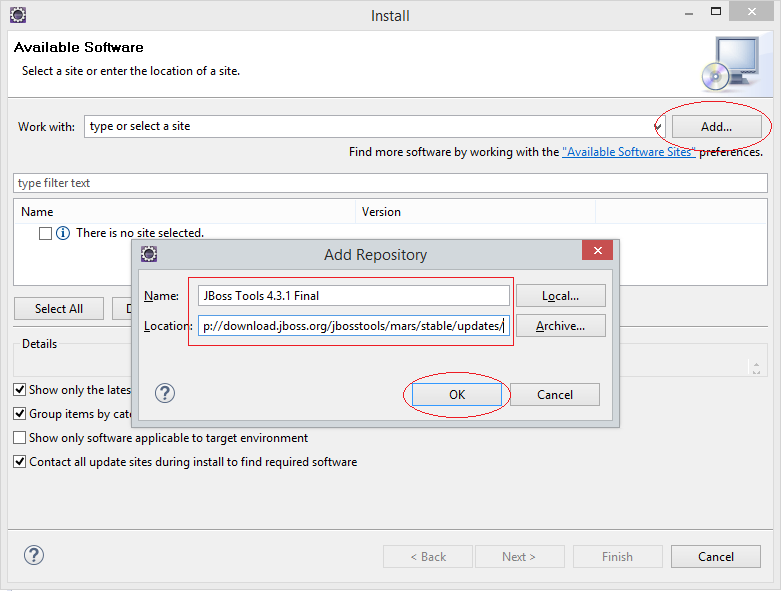 Install
Available Software
Select a site or enter the location of a site.
Work with: type or select a site Add...
Find more software by working with the "Available Software Sites" preferences.
type filter text
Name Version
There is no site selected.
Add Repository
Name: JBoss Tools 4.3.1 Final Local...
Location: p://download.jboss.org/jbosstools/mars/stable/updates/ Archive...
Select All D
Details
Show only the lates
OK Cancel
Group items by cate
Show only software applicable to target environment
Contact all update sites during install to find required software
< Back Next > Finish Cancel